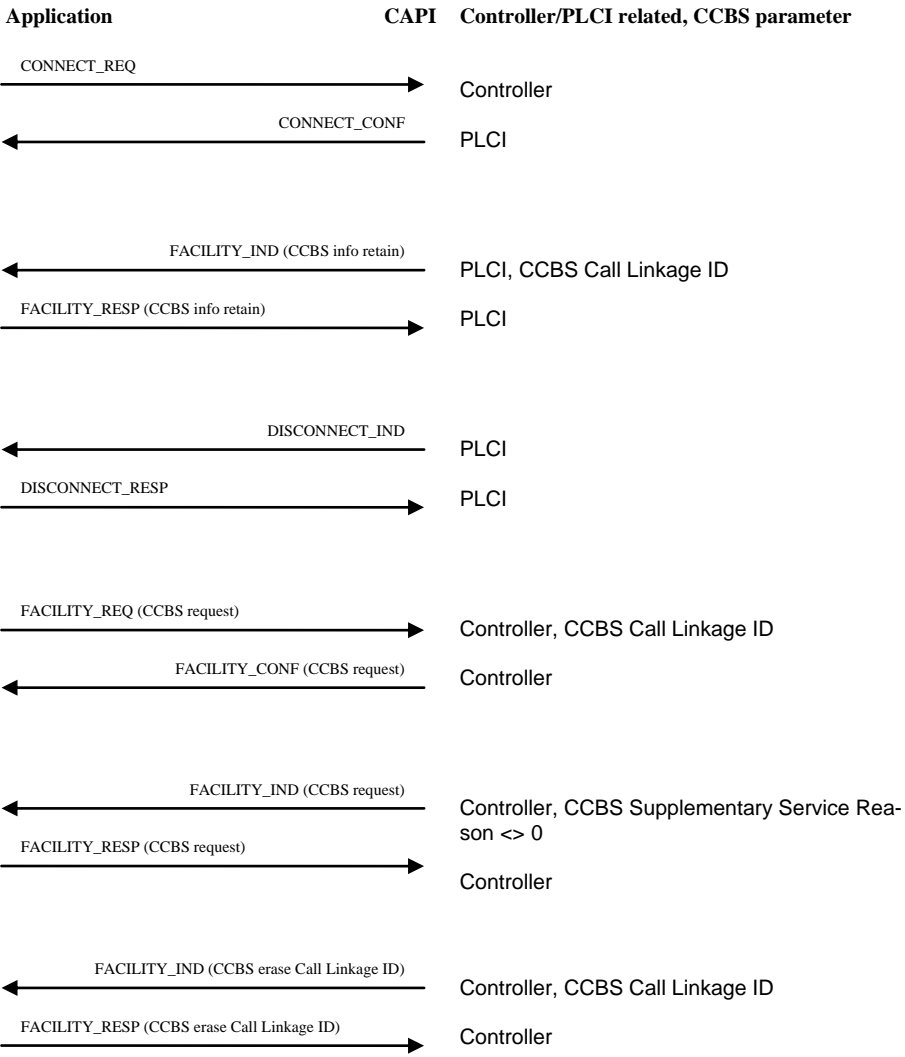 Application CAPI Controller/PLCI related, CCBS parameter
CONNECT_REQ
Controller
CONNECT_CONF
PLCI
FACILITY_IND (CCBS info retain)
PLCI, CCBS Call Linkage ID
FACILITY_RESP (CCBS info retain)
PLCI
DISCONNECT_IND
PLCI
DISCONNECT_RESP
PLCI
FACILITY_REQ (CCBS request)
Controller, CCBS Call Linkage ID
FACILITY_CONF (CCBS request)
Controller
FACILITY_IND (CCBS request)
Controller, CCBS Supplementary Service Rea-
son <> 0
FACILITY_RESP (CCBS request)
Controller
FACILITY_IND (CCBS erase Call Linkage ID)
Controller, CCBS Call Linkage ID
FACILITY_RESP (CCBS erase Call Linkage ID)
Controller